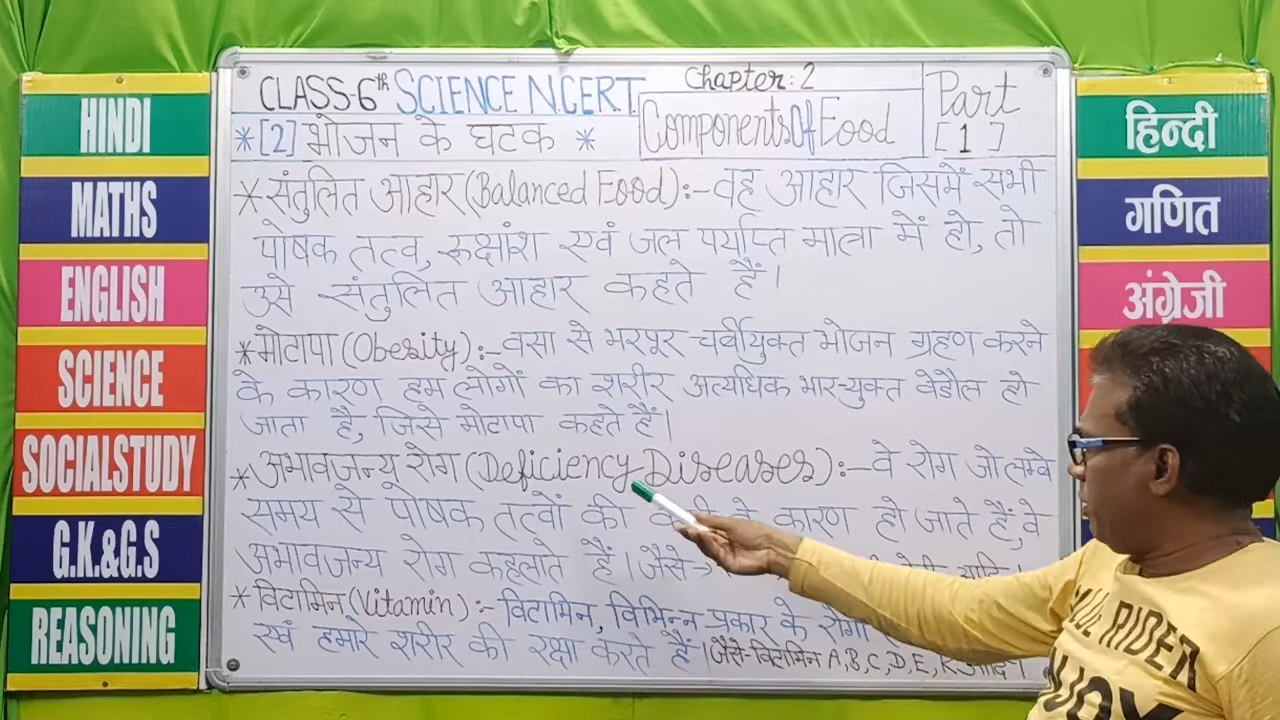 HINDI
MATHS
ENGLISH
SCIENCE
SOCIALSTUDY
G.K.&G.S
REASONING
CLASS-6th SCIENCE N.C.E.R.T. Chapter:2
Part
[1]
*[2] भोजन के घटक * Components Of Food
*संतुलित आहार (Balanced Food):- वह आहार जिसमें सभी
पोषक तत्व, रूक्षांश एवं जल पर्याप्त मात्रा में हो, तो
उसे संतुलित आहार कहते हैं।
*मोटापा (Obesity):- वसा से भरपूर चर्बीयुक्त भोजन ग्रहण करने
के कारण हम लोगों का शरीर अत्यधिक भार-युक्त बेडौल हो
जाता है, जिसे मोटापा कहते हैं।
*अभावजन्य रोग (Deficiency Diseases):- वे रोग जो लम्बे
समय से पोषक तत्वों की कारण हो जाते हैं, वे
अभावजन्य रोग कहलाते हैं। जैसे→ आदि।
*विटामिन (Vitamin):- विटामिन, विभिन्न प्रकार के
एवं हमारे शरीर की रक्षा करते हैं। जैसे-विटामिन A,B,C,D,E,K आदि।
हिन्दी
गणित
अंग्रेजी